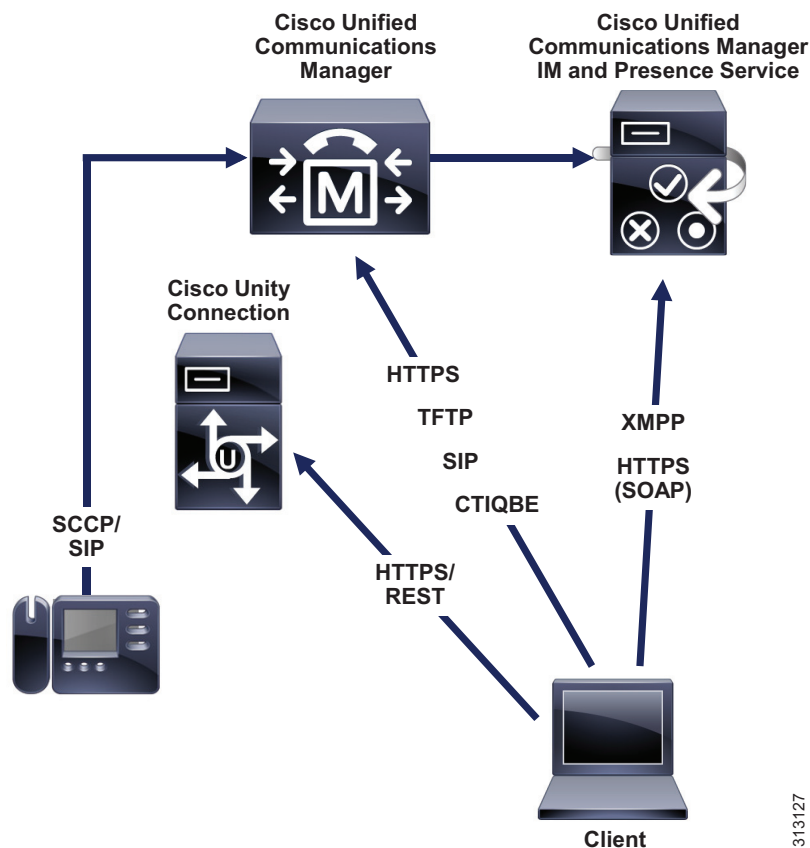 Cisco Unified
Communications
Manager
Cisco Unified
Communications Manager
IM and Presence Service
M
Cisco Unity
Connection
U
HTTPS
TFTP
SIP
CTIQBE
XMPP
HTTPS
(SOAP)
SCCP/
SIP
HTTPS/
REST
Client
313127